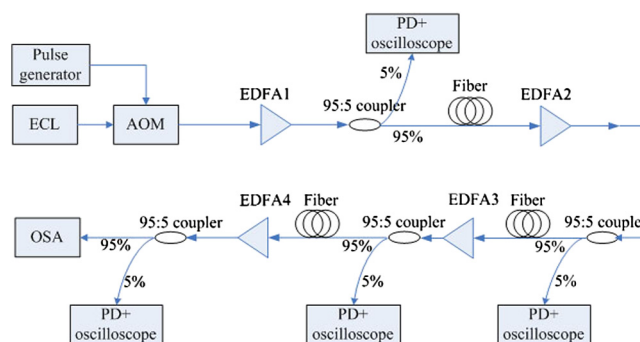 PD+
oscilloscope
Pulse
generator
5%
Fiber
EDFA1
EDFA2
95:5 coupler
ECL
AOM
95%
EDFA4
Fiber
EDFA3
Fiber
95:5 coupler
95:5 coupler
95:5 coupler
OSA
95%
95%
95%
5%
5%
5%
PD+
oscilloscope
PD+
oscilloscope
PD+
oscilloscope